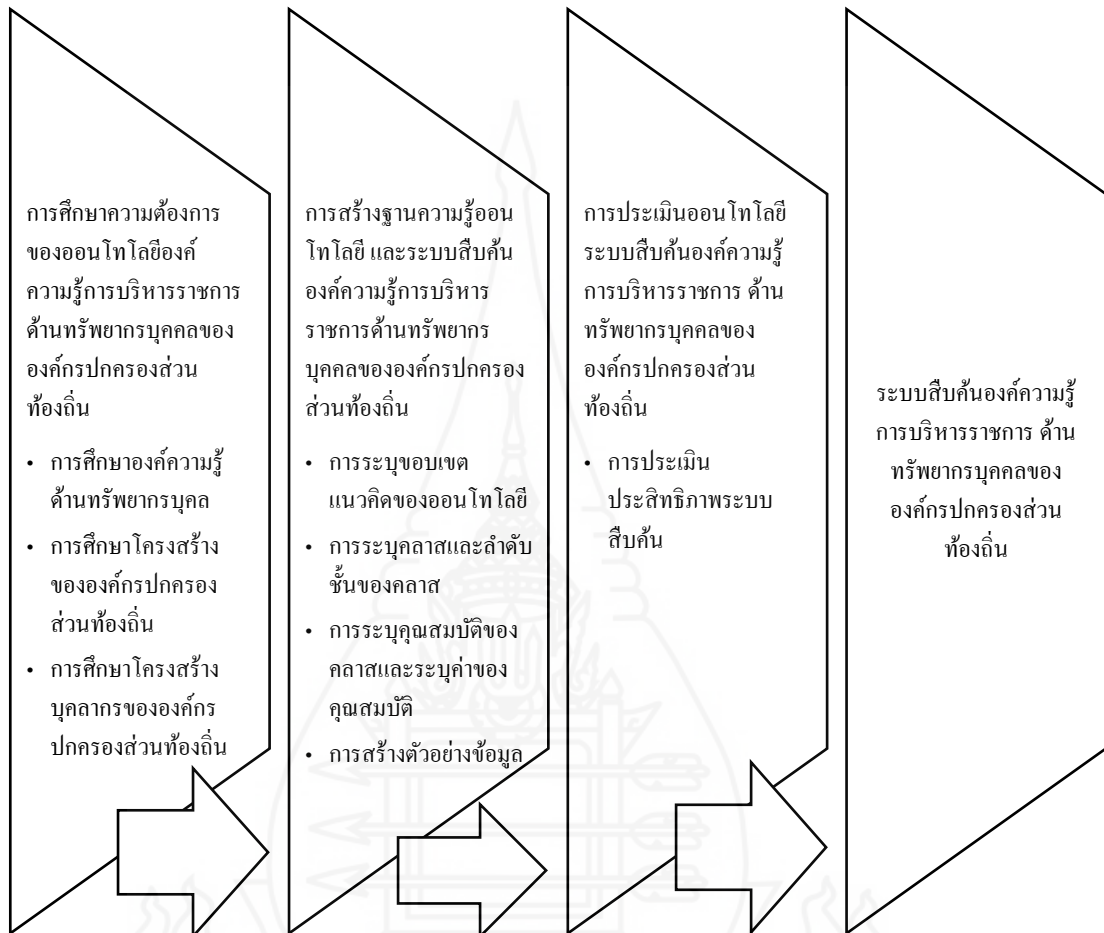 การศึกษาความต้องการ
ของออนโทโลยีองค์
ความรู้การบริหารราชการ
ด้านทรัพยากรบุคคลของ
องค์กรปกครองส่วน
ท้องถิ่น
• การศึกษาองค์ความรู้
ด้านทรัพยากรบุคล
• การศึกษาโครงสร้าง
ขององค์กรปกครอง
ส่วนท้องถิ่น
• การศึกษาโครงสร้าง
บุคลากรขององค์กร
ปกครองส่วนท้องถิ่น
การสร้างฐานความรู้ออน
โทโลยี และระบบสืบค้น
องค์ความรู้การบริหาร
ราชการด้านทรัพยากร
บุคคลขององค์กรปกครอง
ส่วนท้องถิ่น
• การระบุขอบเขต
แนวคิดของออนโทโลยี
• การระบุคลาสและลำดับ
ชั้นของคลาส
• การระบุคุณสมบัติของ
คลาสและระบุค่าของ
คุณสมบัติ
• การสร้างตัวอย่างข้อมูล
การประเมินออนโทโลยี
ระบบสืบค้นองค์ความรู้
การบริหารราชการ ด้าน
ทรัพยากรบุคคลของ
องค์กรปกครองส่วน
ท้องถิ่น
• การประเมิน
ประสิทธิภาพระบบ
สืบค้น
ระบบสืบค้นองค์ความรู้
การบริหารราชการ ด้าน
ทรัพยากรบุคคลของ
องค์กรปกครองส่วน
ท้องถิ่น